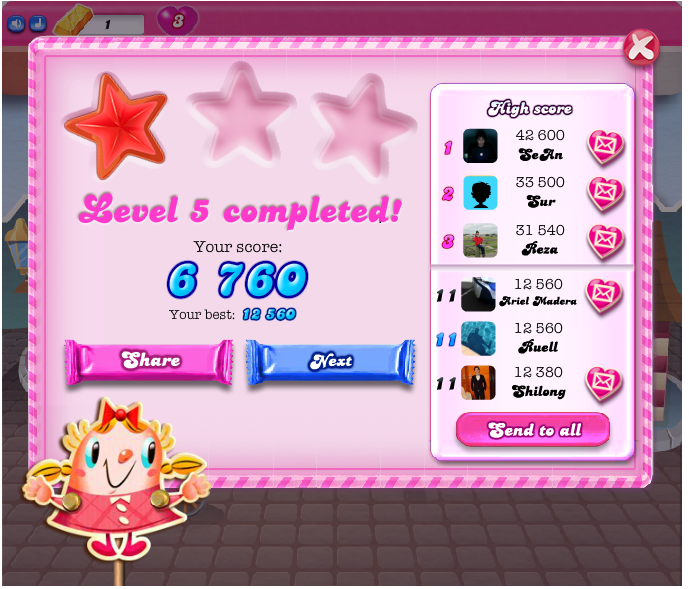 1
3
Level 5 completed!
Your score:
6 760
Your best: 12 560
Share
Next
High score
1
42 600
SeAn
2
33 500
Sur
3
31 540
Reza
11
12 560
Ariel Madera
11
12 560
Ruell
11
12 380
Shilong
Send to all